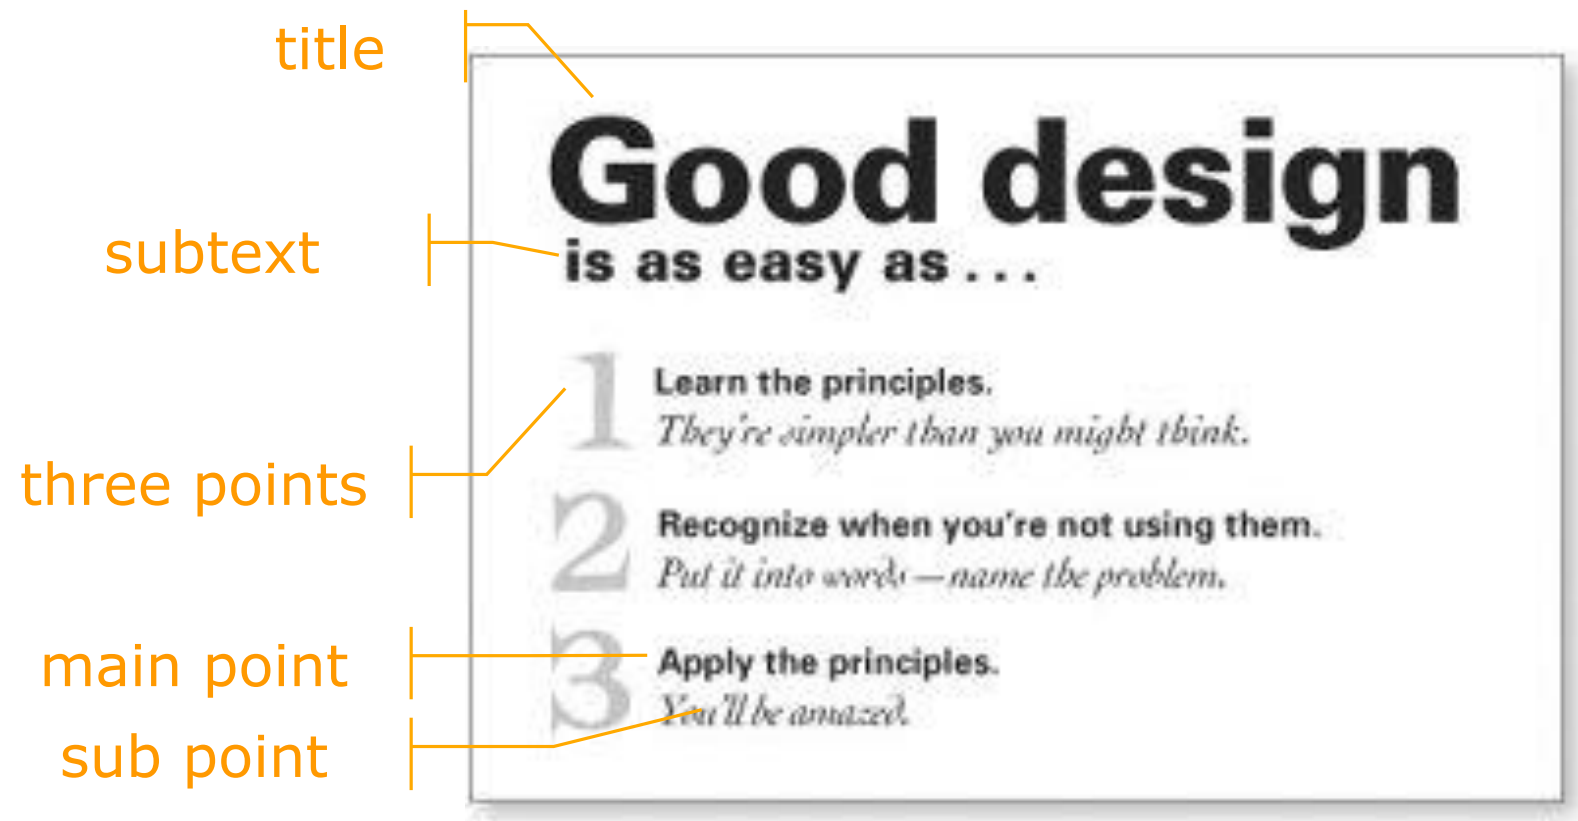 title
Good design
subtext
is as easy as . . .
three points
1 Learn the principles.
They're simpler than you might think.
2 Recognize when you're not using them.
Put it into words—name the problem.
main point
3 Apply the principles.
sub point
You'll be amazed.